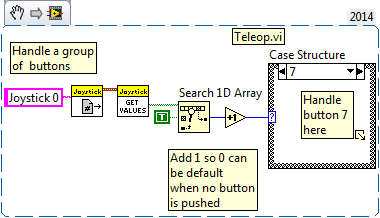 2014
Teleop.vi
Handle a group
of buttons
Case Structure
7
Joystick 0
Joystick
#
Joystick
GET
VALUES
Search 1D Array
T
+1
?
Handle
button 7
here
Add 1 so 0 can
be default
when no button
is pushed